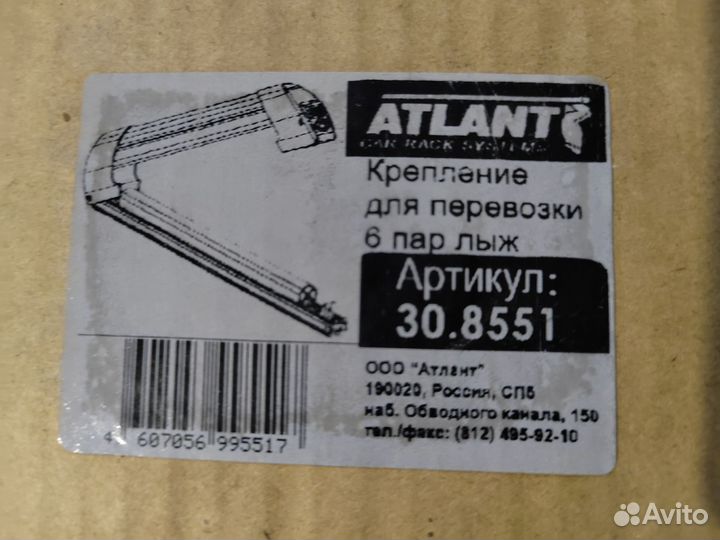 ATLANT
CAR RACK SYSTEMS
Крепление
для перевозки
6 пар лыж
Артикул:
30.8551
ООО "Атлант"
190020, Россия, СПб
наб. Обводного канала, 150
тел./факс: (812) 495-92-10
4 607056 995517
Avito